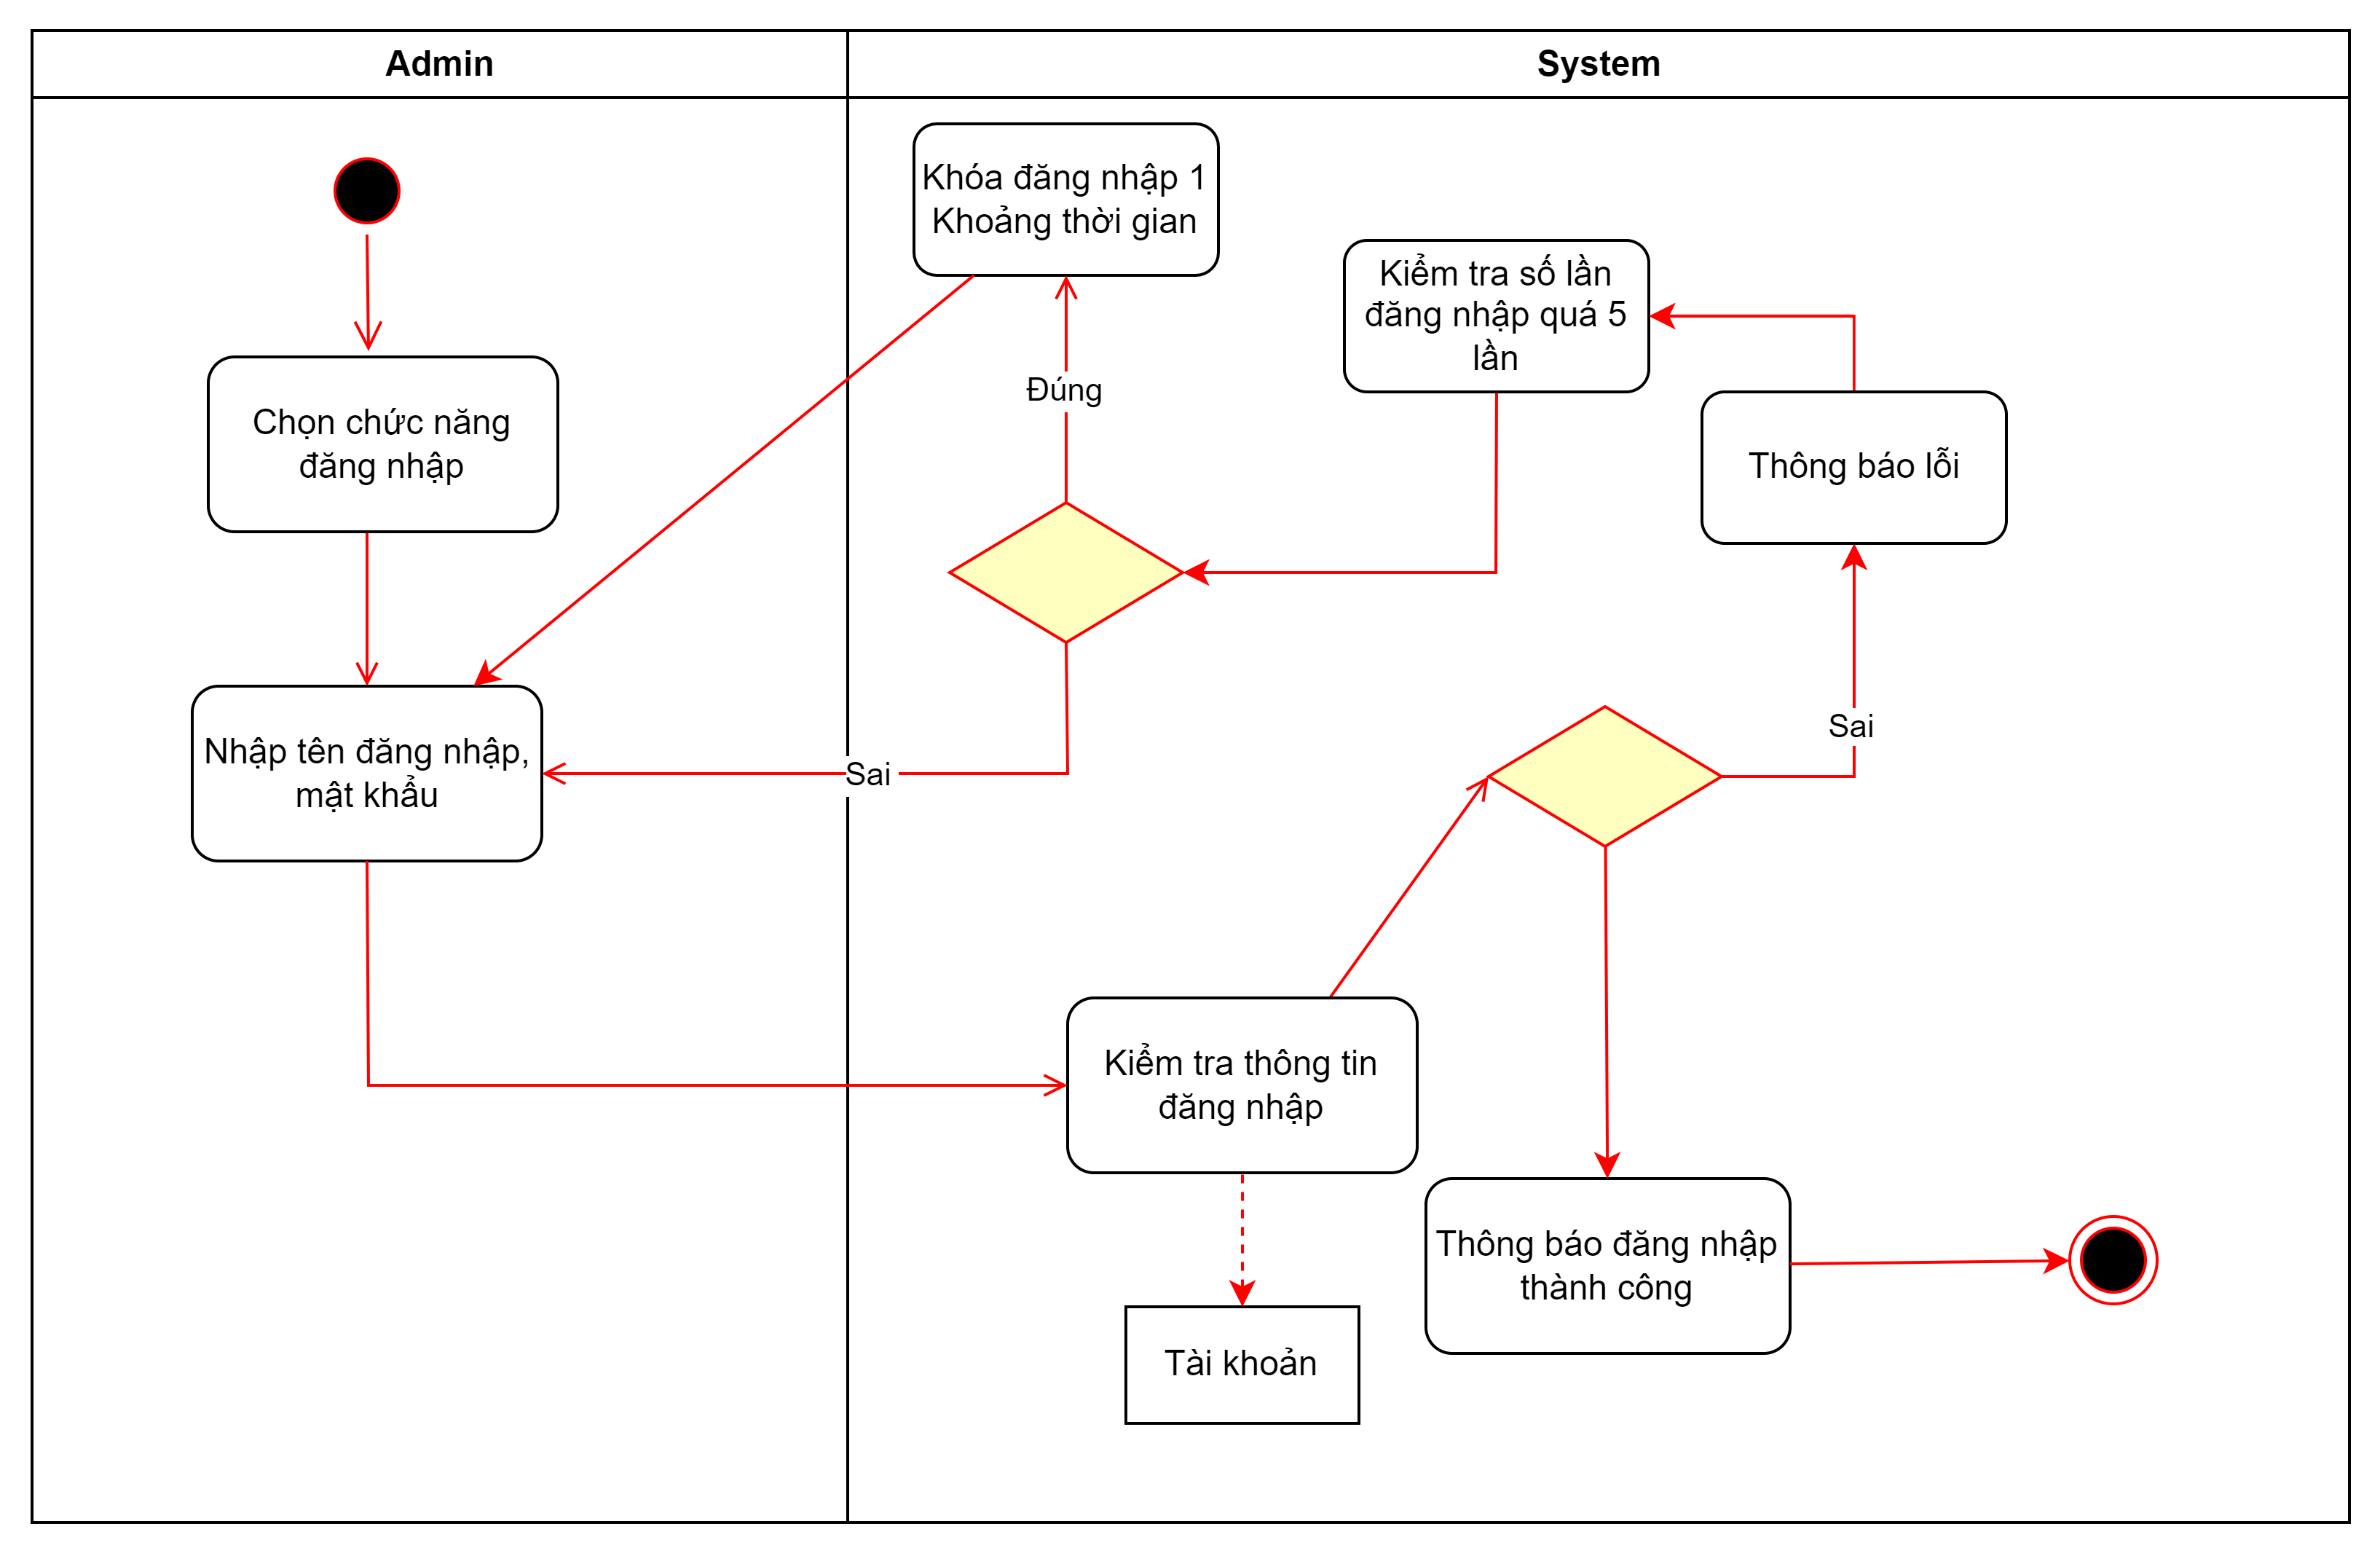 Admin
System
Khóa đăng nhập 1
Khoảng thời gian
Kiểm tra số lần
đăng nhập quá 5
lần
Đúng
Chọn chức năng
đăng nhập
Thông báo lỗi
Sai
Nhập tên đăng nhập,
mật khẩu
Sai
Kiểm tra thông tin
đăng nhập
Thông báo đăng nhập
thành công
Tài khoản